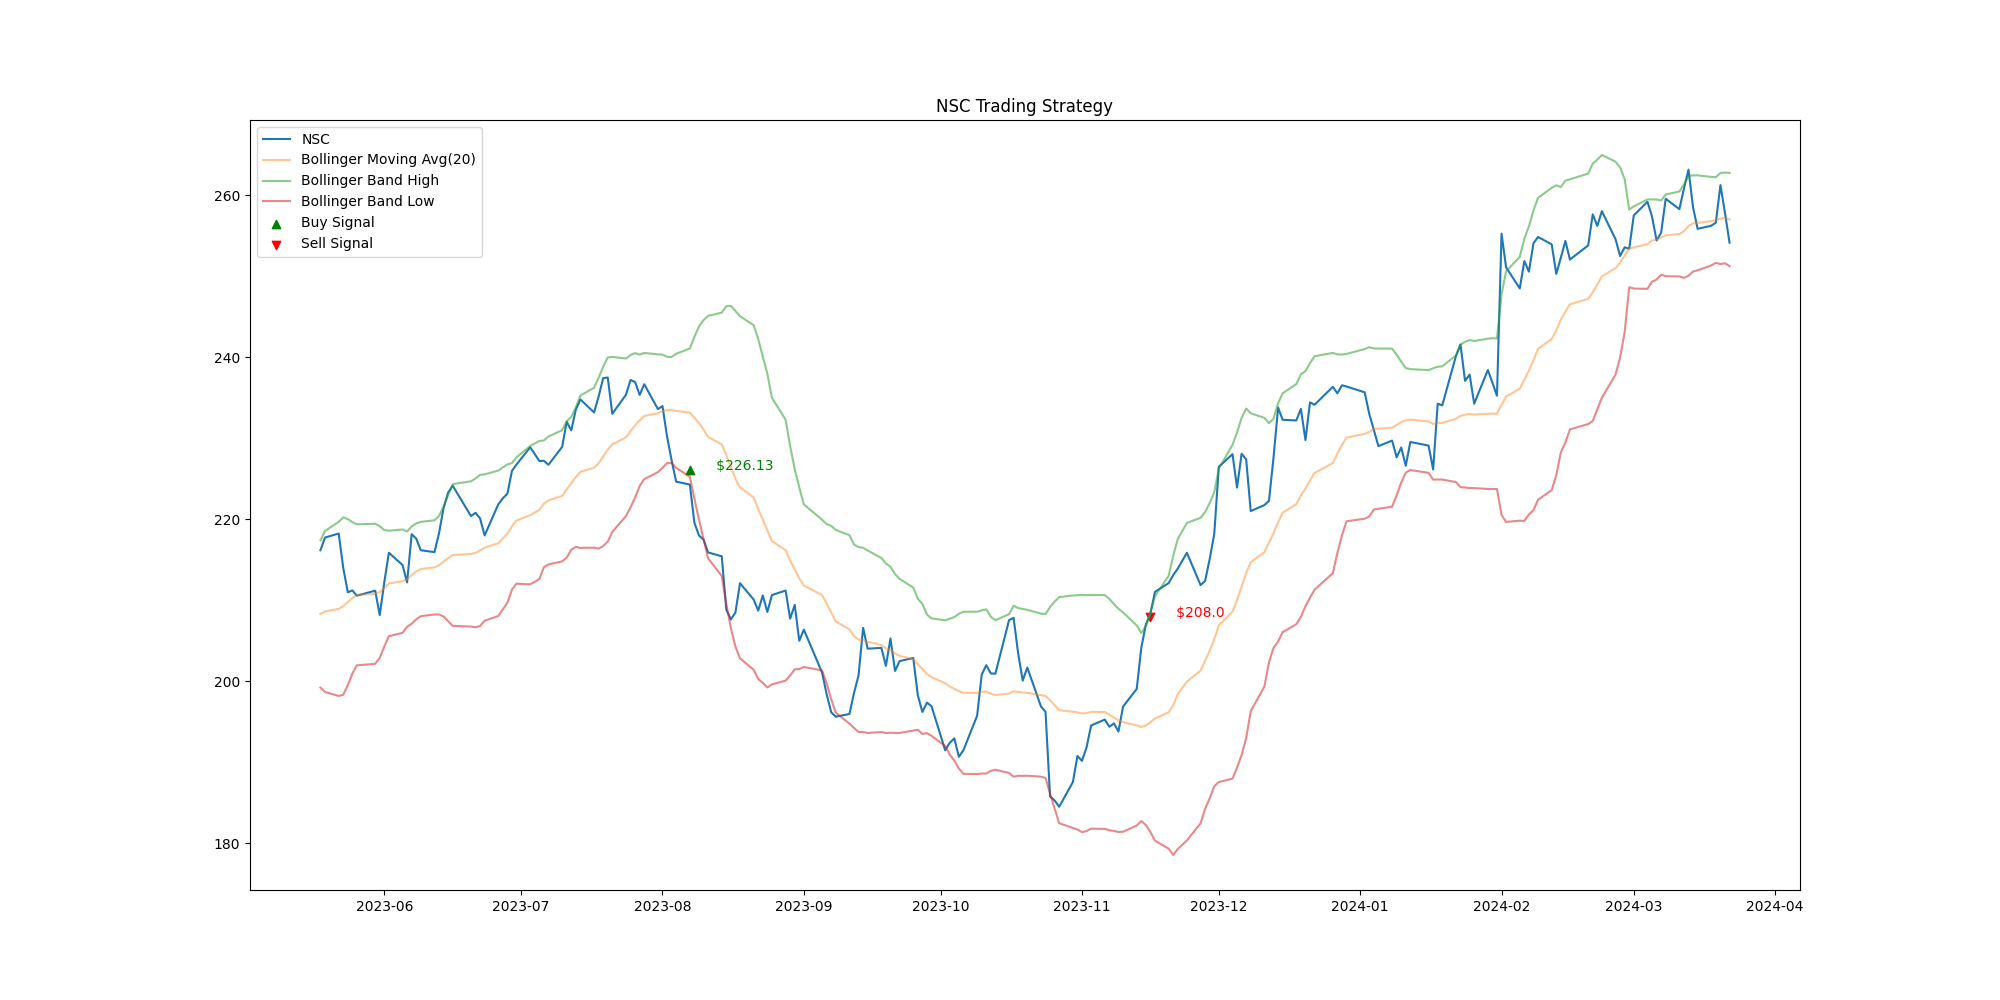 NSC Trading Strategy
NSC
Bollinger Moving Avg(20)
Bollinger Band High
Bollinger Band Low
Buy Signal
Sell Signal
260
240
220
200
180
$226.13
$208.0
2023-06 2023-07 2023-08 2023-09 2023-10 2023-11 2023-12 2024-01 2024-02 2024-03 2024-04